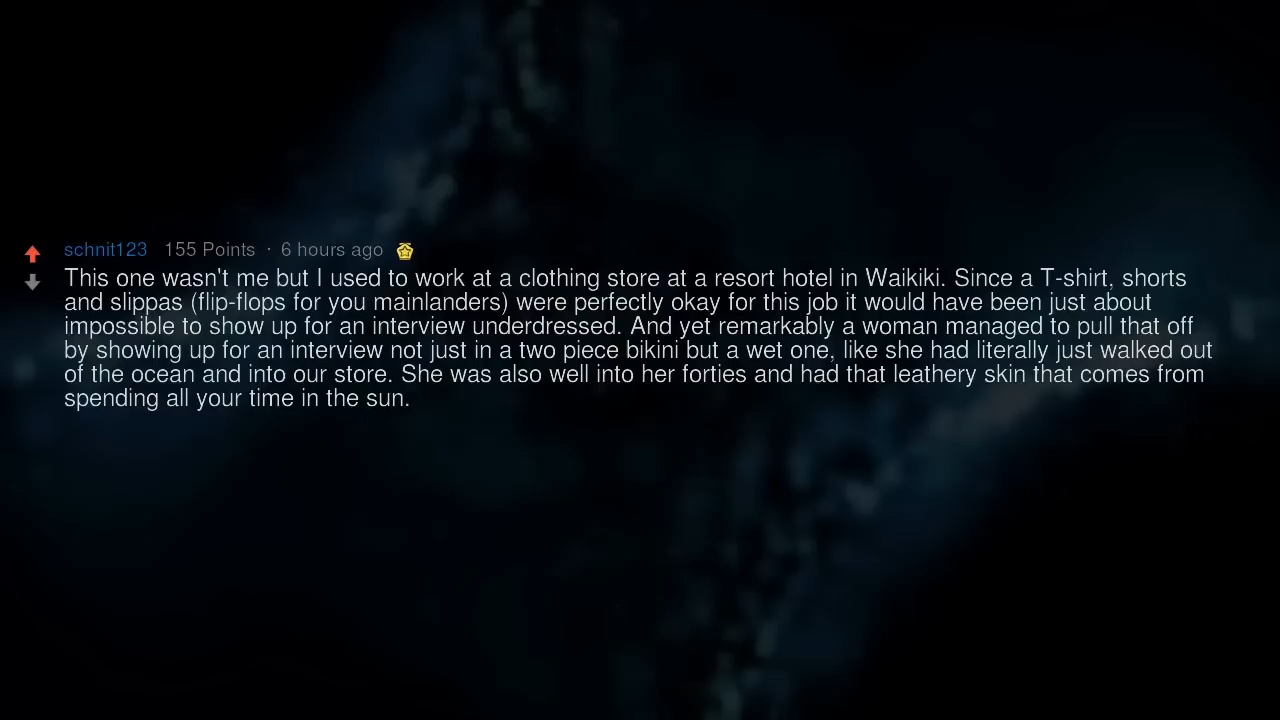 schnit123 155 Points · 6 hours ago
This one wasn't me but I used to work at a clothing store at a resort hotel in Waikiki. Since a T-shirt, shorts
and slippas (flip-flops for you mainlanders) were perfectly okay for this job it would have been just about
impossible to show up for an interview underdressed. And yet remarkably a woman managed to pull that off
by showing up for an interview not just in a two piece bikini but a wet one, like she had literally just walked out
of the ocean and into our store. She was also well into her forties and had that leathery skin that comes from
spending all your time in the sun.